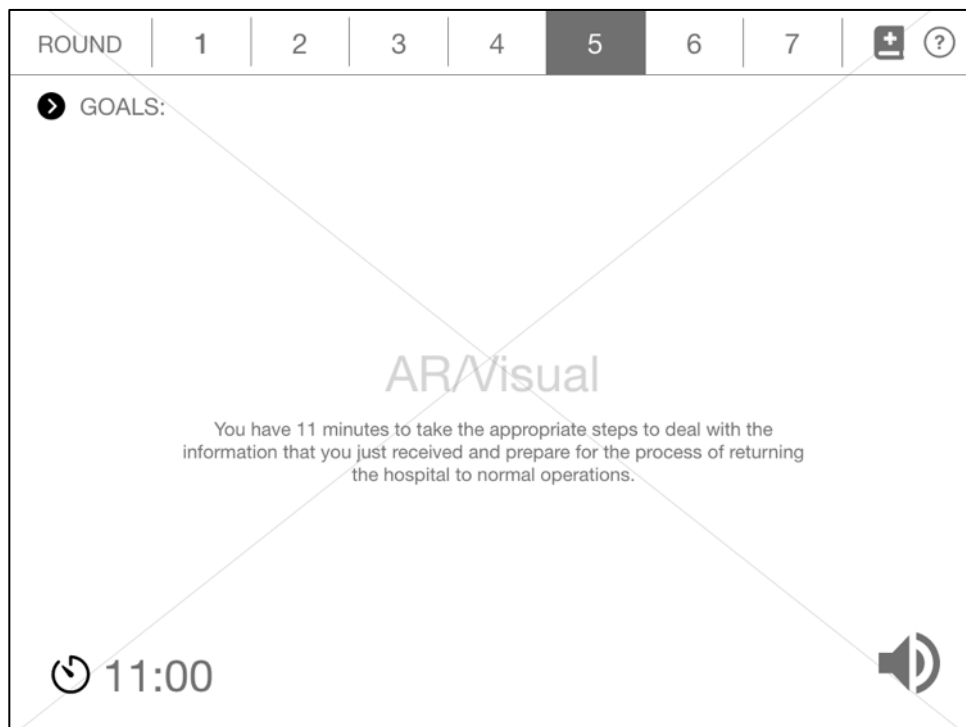 ROUND 1 2 3 4 5 6 7 ?
GOALS:
AR/Visual
You have 11 minutes to take the appropriate steps to deal with the
information that you just received and prepare for the process of returning
the hospital to normal operations.
11:00